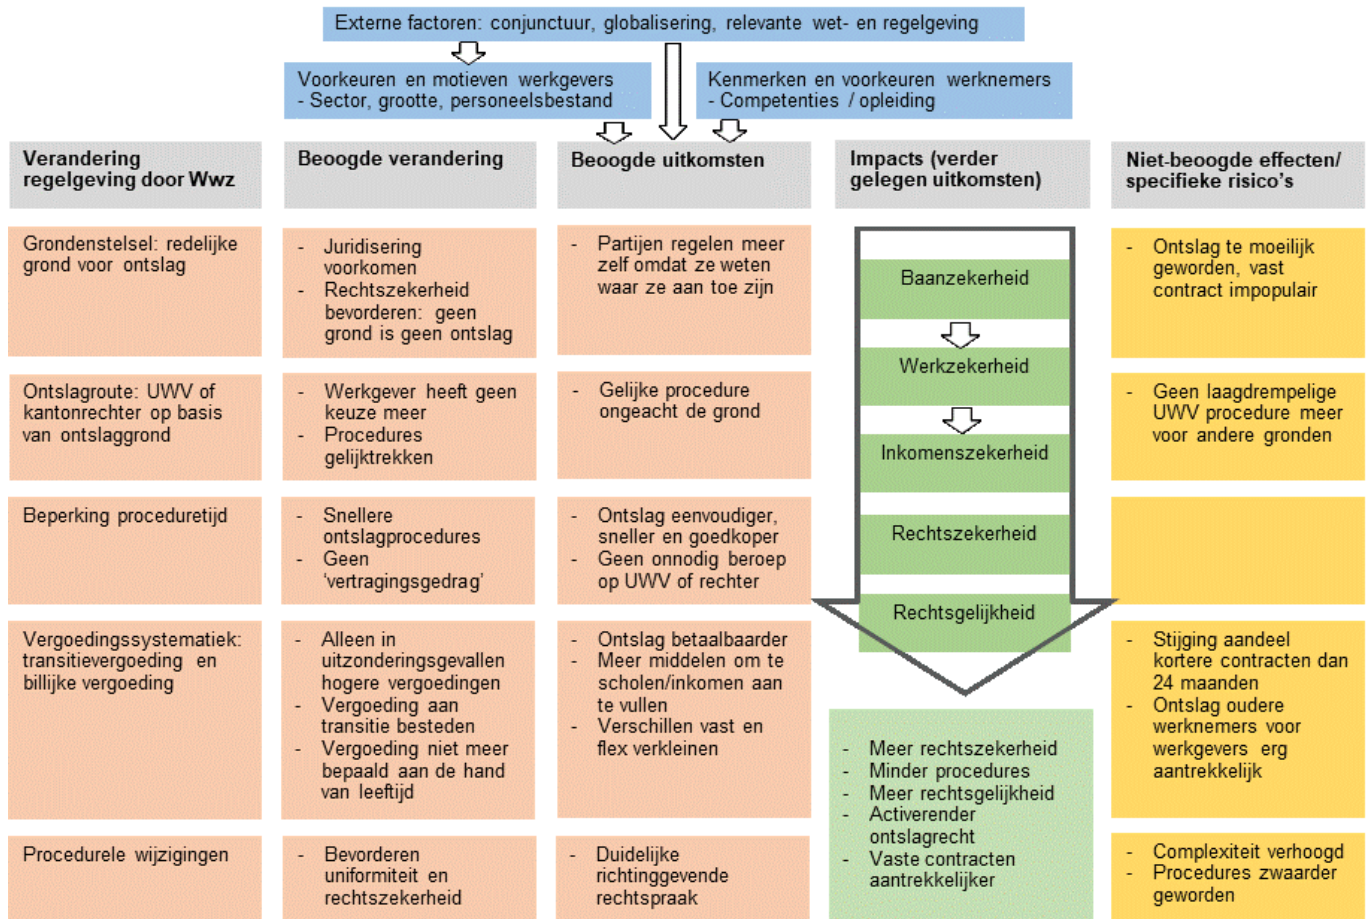 Externe factoren: conjunctuur, globalisering, relevante wet- en regelgeving
Voorkeuren en motieven werkgevers
- Sector, grootte, personeelsbestand
Kenmerken en voorkeuren werknemers
- Competenties / opleiding
Verandering
regelgeving door Wwz
Beoogde verandering
Beoogde uitkomsten
Impacts (verder
gelegen uitkomsten)
Niet-beoogde effecten/
specifieke risico's
Grondenstelsel: redelijke
grond voor ontslag
- Juridisering
voorkomen
- Rechtszekerheid
bevorderen: geen
grond is geen ontslag
- Partijen regelen meer
zelf omdat ze weten
waar ze aan toe zijn
Baanzekerheid
- Ontslag te moeilijk
geworden, vast
contract impopulair
Ontslagroute: UWV of
kantonrechter op basis
van ontslaggrond
- Werkgever heeft geen
keuze meer
- Procedures
gelijktrekken
- Gelijke procedure
ongeacht de grond
Werkzekerheid
Inkomenszekerheid
- Geen laagdrempelige
UWV procedure meer
voor andere gronden
Beperking proceduretijd
- Snellere
ontslagprocedures
- Geen
'vertragingsgedrag'
- Ontslag eenvoudiger,
sneller en goedkoper
- Geen onnodig beroep
op UWV of rechter
Rechtszekerheid
Rechtsgelijkheid
Vergoedingssystematiek:
transitievergoeding en
billijke vergoeding
- Alleen in
uitzonderingsgevallen
hogere vergoedingen
- Vergoeding aan
transitie besteden
- Vergoeding niet meer
bepaald aan de hand
van leeftijd
- Ontslag betaalbaarder
- Meer middelen om te
scholen/inkomen aan
te vullen
- Verschillen vast en
flex verkleinen
- Stijging aandeel
kortere contracten dan
24 maanden
- Ontslag oudere
werknemers voor
werkgevers erg
aantrekkelijk
- Meer rechtszekerheid
- Minder procedures
- Meer rechtsgelijkheid
- Activerender
ontslagrecht
- Vaste contracten
aantrekkelijker
Procedurele wijzigingen
- Bevorderen
uniformiteit en
rechtszekerheid
- Duidelijke
richtinggevende
rechtspraak
- Complexiteit verhoogd
- Procedures zwaarder
geworden